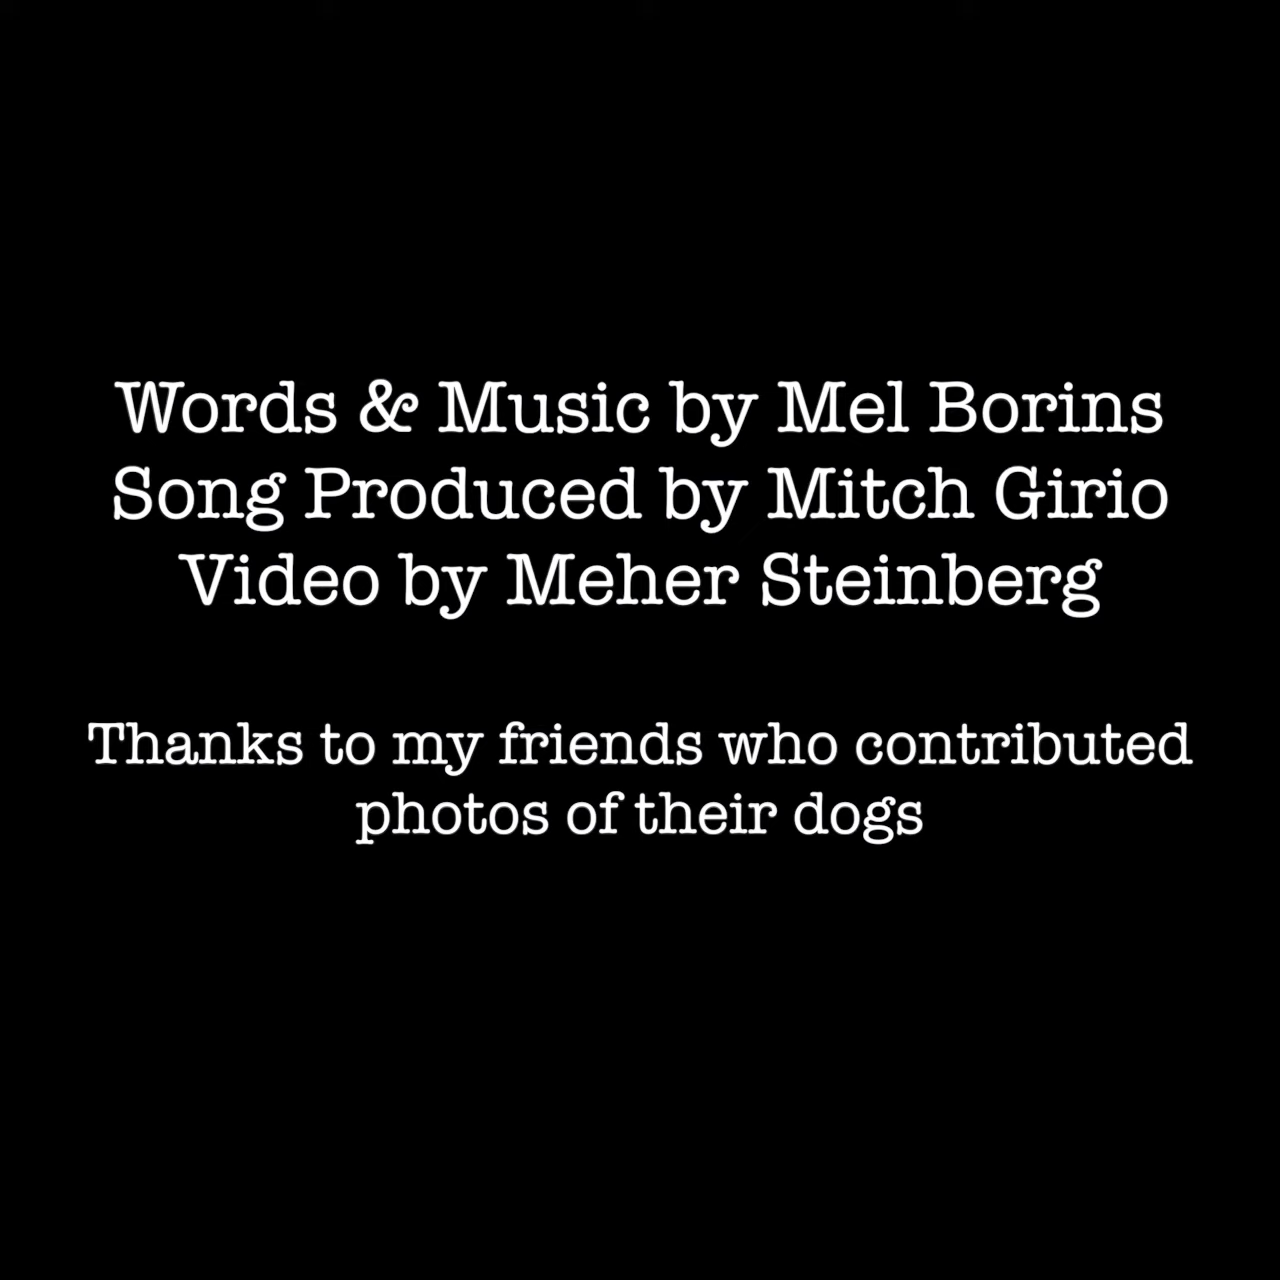 Words & Music by Mel Borins
Song Produced by Mitch Girio
Video by Meher Steinberg
Thanks to my friends who contributed
photos of their dogs